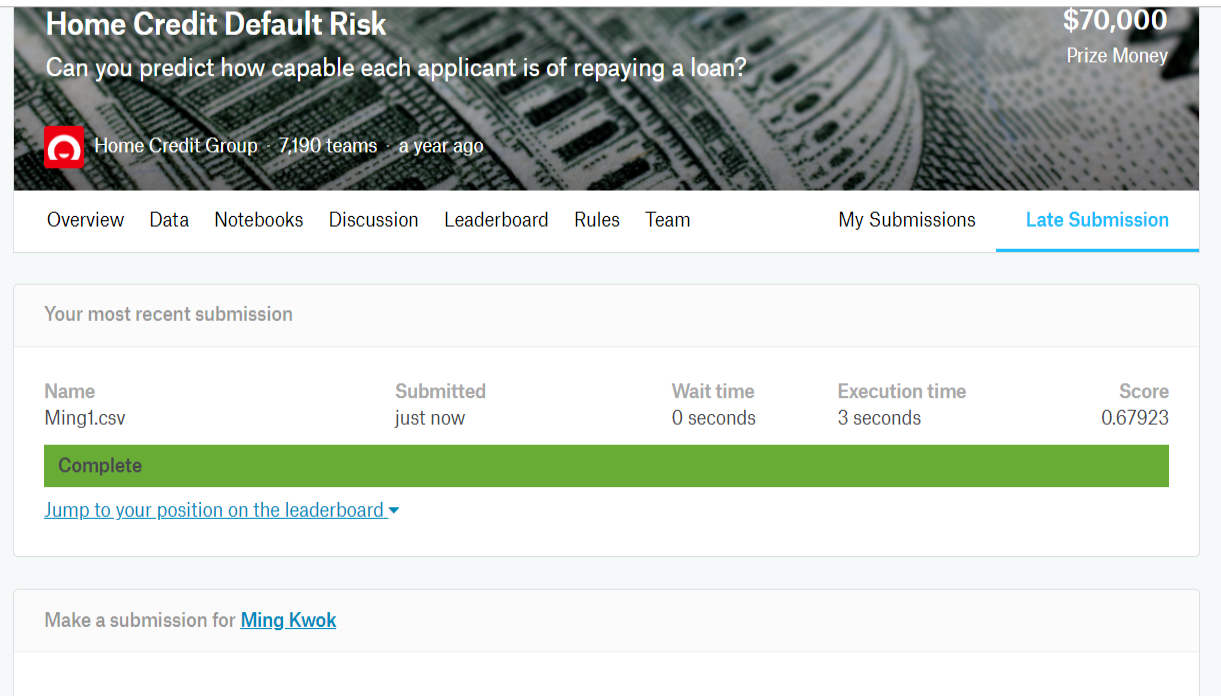 Home Credit Default Risk
$70,000
Can you predict how capable each applicant is of repaying a loan?
Prize Money
Home Credit Group · 7,190 teams · a year ago
Overview Data Notebooks Discussion Leaderboard Rules Team My Submissions Late Submission
Your most recent submission
Name Submitted Wait time Execution time Score
Ming1.csv just now 0 seconds 3 seconds 0.67923
Complete
Jump to your position on the leaderboard
Make a submission for Ming Kwok